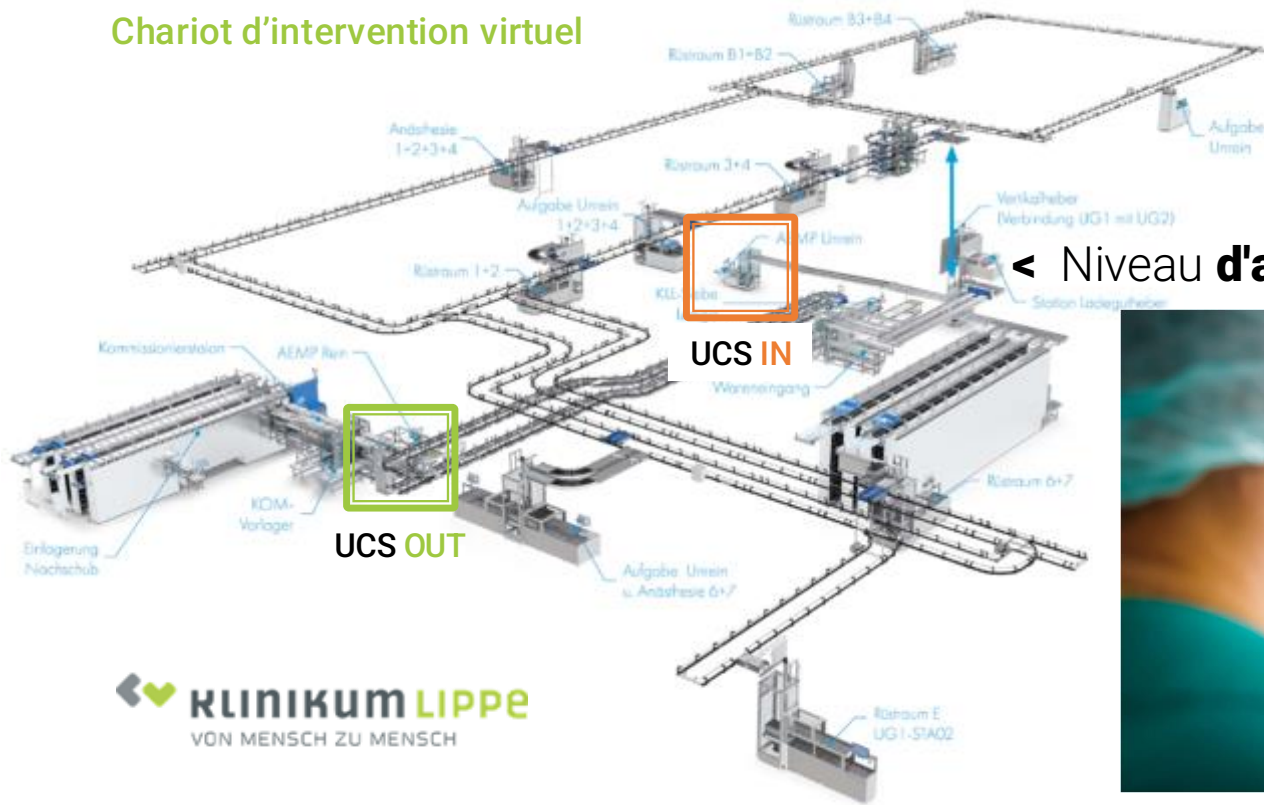 Chariot d'intervention virtuel
Rüstraum B3+B4
Rüstraum B1+B2
Anästhesie
1+2+3+4
Aufgabe
Unrein
Rüstraum 3+4
Aufgabe Unrein
1+2+3+4
Vertikalheber
(Verbindung UG1 mit UG2)
AEMP Unrein
< Niveau d'a
Rüstraum 1+2
Station Ladegutheber
Kommissionierstaion
AEMP Rein
UCS IN
Wareneingang
Rüstraum 6+7
KOM-
Vorlager
UCS OUT
Einlagerung
Nachschub
Aufgabe Unrein
u. Anästhesie 6+7
KLINIKUM LIPPE
VON MENSCH ZU MENSCH
Rüstraum E
UG1-STA02